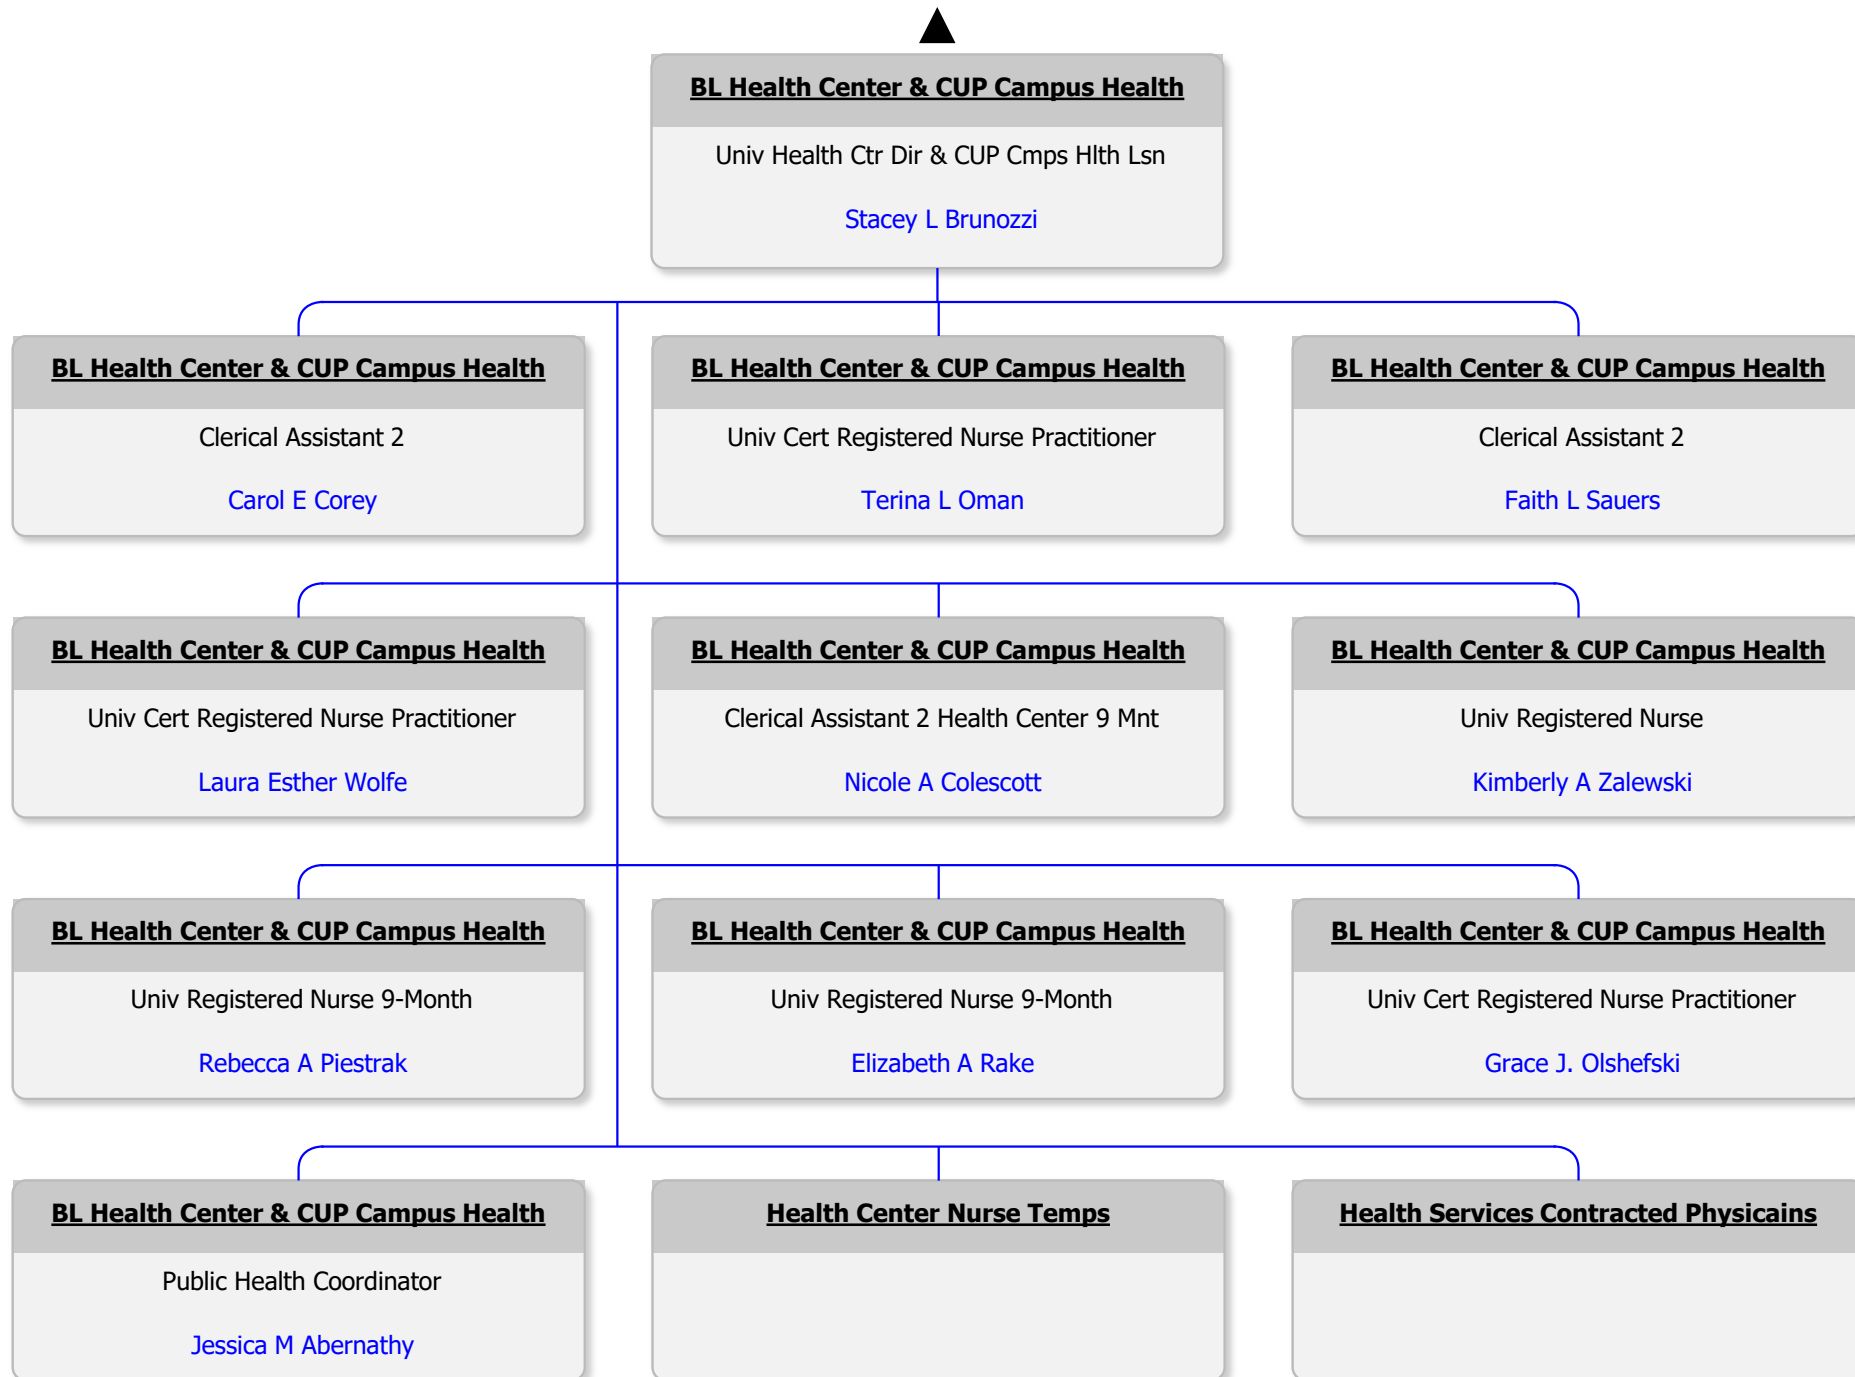 BL Health Center & CUP Campus Health
Univ Health Ctr Dir & CUP Cmps Hlth Lsn
Stacey L Brunozzi
BL Health Center & CUP Campus Health
Clerical Assistant 2
Carol E Corey
BL Health Center & CUP Campus Health
Univ Cert Registered Nurse Practitioner
Terina L Oman
BL Health Center & CUP Campus Health
Clerical Assistant 2
Faith L Sauers
BL Health Center & CUP Campus Health
Univ Cert Registered Nurse Practitioner
Laura Esther Wolfe
BL Health Center & CUP Campus Health
Clerical Assistant 2 Health Center 9 Mnt
Nicole A Colescott
BL Health Center & CUP Campus Health
Univ Registered Nurse
Kimberly A Zalewski
BL Health Center & CUP Campus Health
Univ Registered Nurse 9-Month
Rebecca A Piestrak
BL Health Center & CUP Campus Health
Univ Registered Nurse 9-Month
Elizabeth A Rake
BL Health Center & CUP Campus Health
Univ Cert Registered Nurse Practitioner
Grace J. Olshefski
BL Health Center & CUP Campus Health
Public Health Coordinator
Jessica M Abernathy
Health Center Nurse Temps
Health Services Contracted Physicains